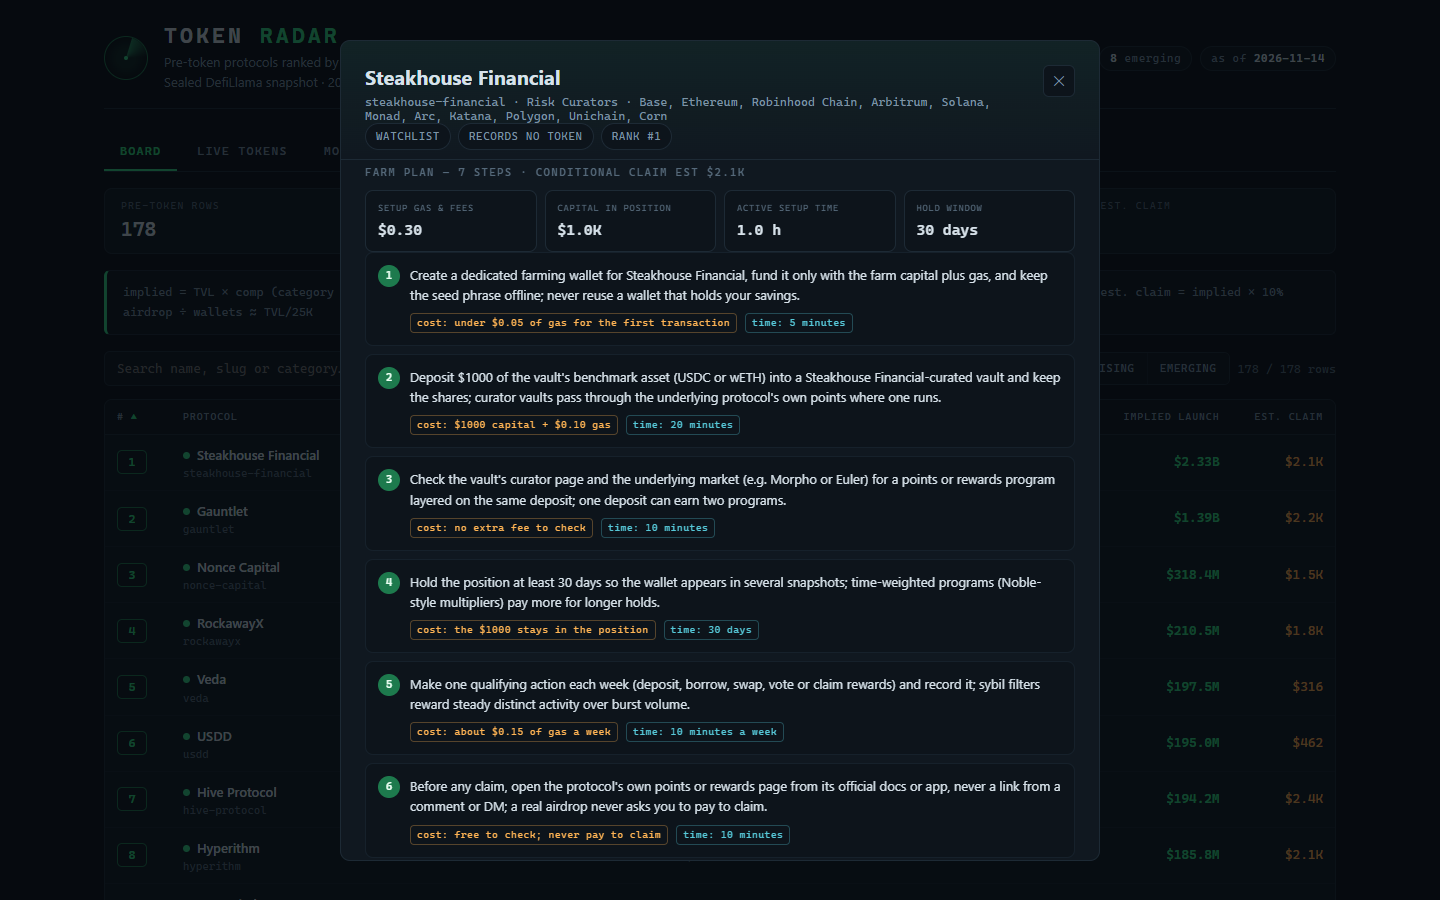 TOKEN RADAR
Pre-token protocols ranked by
Sealed DefiLlama snapshot · 20
8 emerging
as of 2026-11-14
BOARD
LIVE TOKENS
MO
PRE-TOKEN ROWS
178
EST. CLAIM
implied = TVL × comp (category
airdrop ÷ wallets = TVL/25K
est. claim = implied × 10%
Search name, slug or category
ISING
EMERGING
178 / 178 rows
# ▲
PROTOCOL
IMPLIED LAUNCH
EST. CLAIM
1
Steakhouse Financial
steakhouse-financial
$2.33B
$2.1K
2
Gauntlet
gauntlet
$1.39B
$2.2K
3
Nonce Capital
nonce-capital
$318.4M
$1.5K
4
RockawayX
rockawayx
$210.5M
$1.8K
5
Veda
veda
$197.5M
$316
6
USDD
usdd
$195.0M
$462
7
Hive Protocol
hive-protocol
$194.2M
$2.4K
8
Hyperithm
hyperithm
$185.8M
$2.1K
Steakhouse Financial
steakhouse-financial · Risk Curators · Base, Ethereum, Robinhood Chain, Arbitrum, Solana,
Monad, Arc, Katana, Polygon, Unichain, Corn
WATCHLIST
RECORDS NO TOKEN
RANK #1
FARM PLAN — 7 STEPS · CONDITIONAL CLAIM EST $2.1K
SETUP GAS & FEES
$0.30
CAPITAL IN POSITION
$1.0K
ACTIVE SETUP TIME
1.0 h
HOLD WINDOW
30 days
1
Create a dedicated farming wallet for Steakhouse Financial, fund it only with the farm capital plus gas, and keep
the seed phrase offline; never reuse a wallet that holds your savings.
cost: under $0.05 of gas for the first transaction
time: 5 minutes
2
Deposit $1000 of the vault's benchmark asset (USDC or wETH) into a Steakhouse Financial-curated vault and keep
the shares; curator vaults pass through the underlying protocol's own points where one runs.
cost: $1000 capital + $0.10 gas
time: 20 minutes
3
Check the vault's curator page and the underlying market (e.g. Morpho or Euler) for a points or rewards program
layered on the same deposit; one deposit can earn two programs.
cost: no extra fee to check
time: 10 minutes
4
Hold the position at least 30 days so the wallet appears in several snapshots; time-weighted programs (Noble-
style multipliers) pay more for longer holds.
cost: the $1000 stays in the position
time: 30 days
5
Make one qualifying action each week (deposit, borrow, swap, vote or claim rewards) and record it; sybil filters
reward steady distinct activity over burst volume.
cost: about $0.15 of gas a week
time: 10 minutes a week
6
Before any claim, open the protocol's own points or rewards page from its official docs or app, never a link from a
comment or DM; a real airdrop never asks you to pay to claim.
cost: free to check; never pay to claim
time: 10 minutes